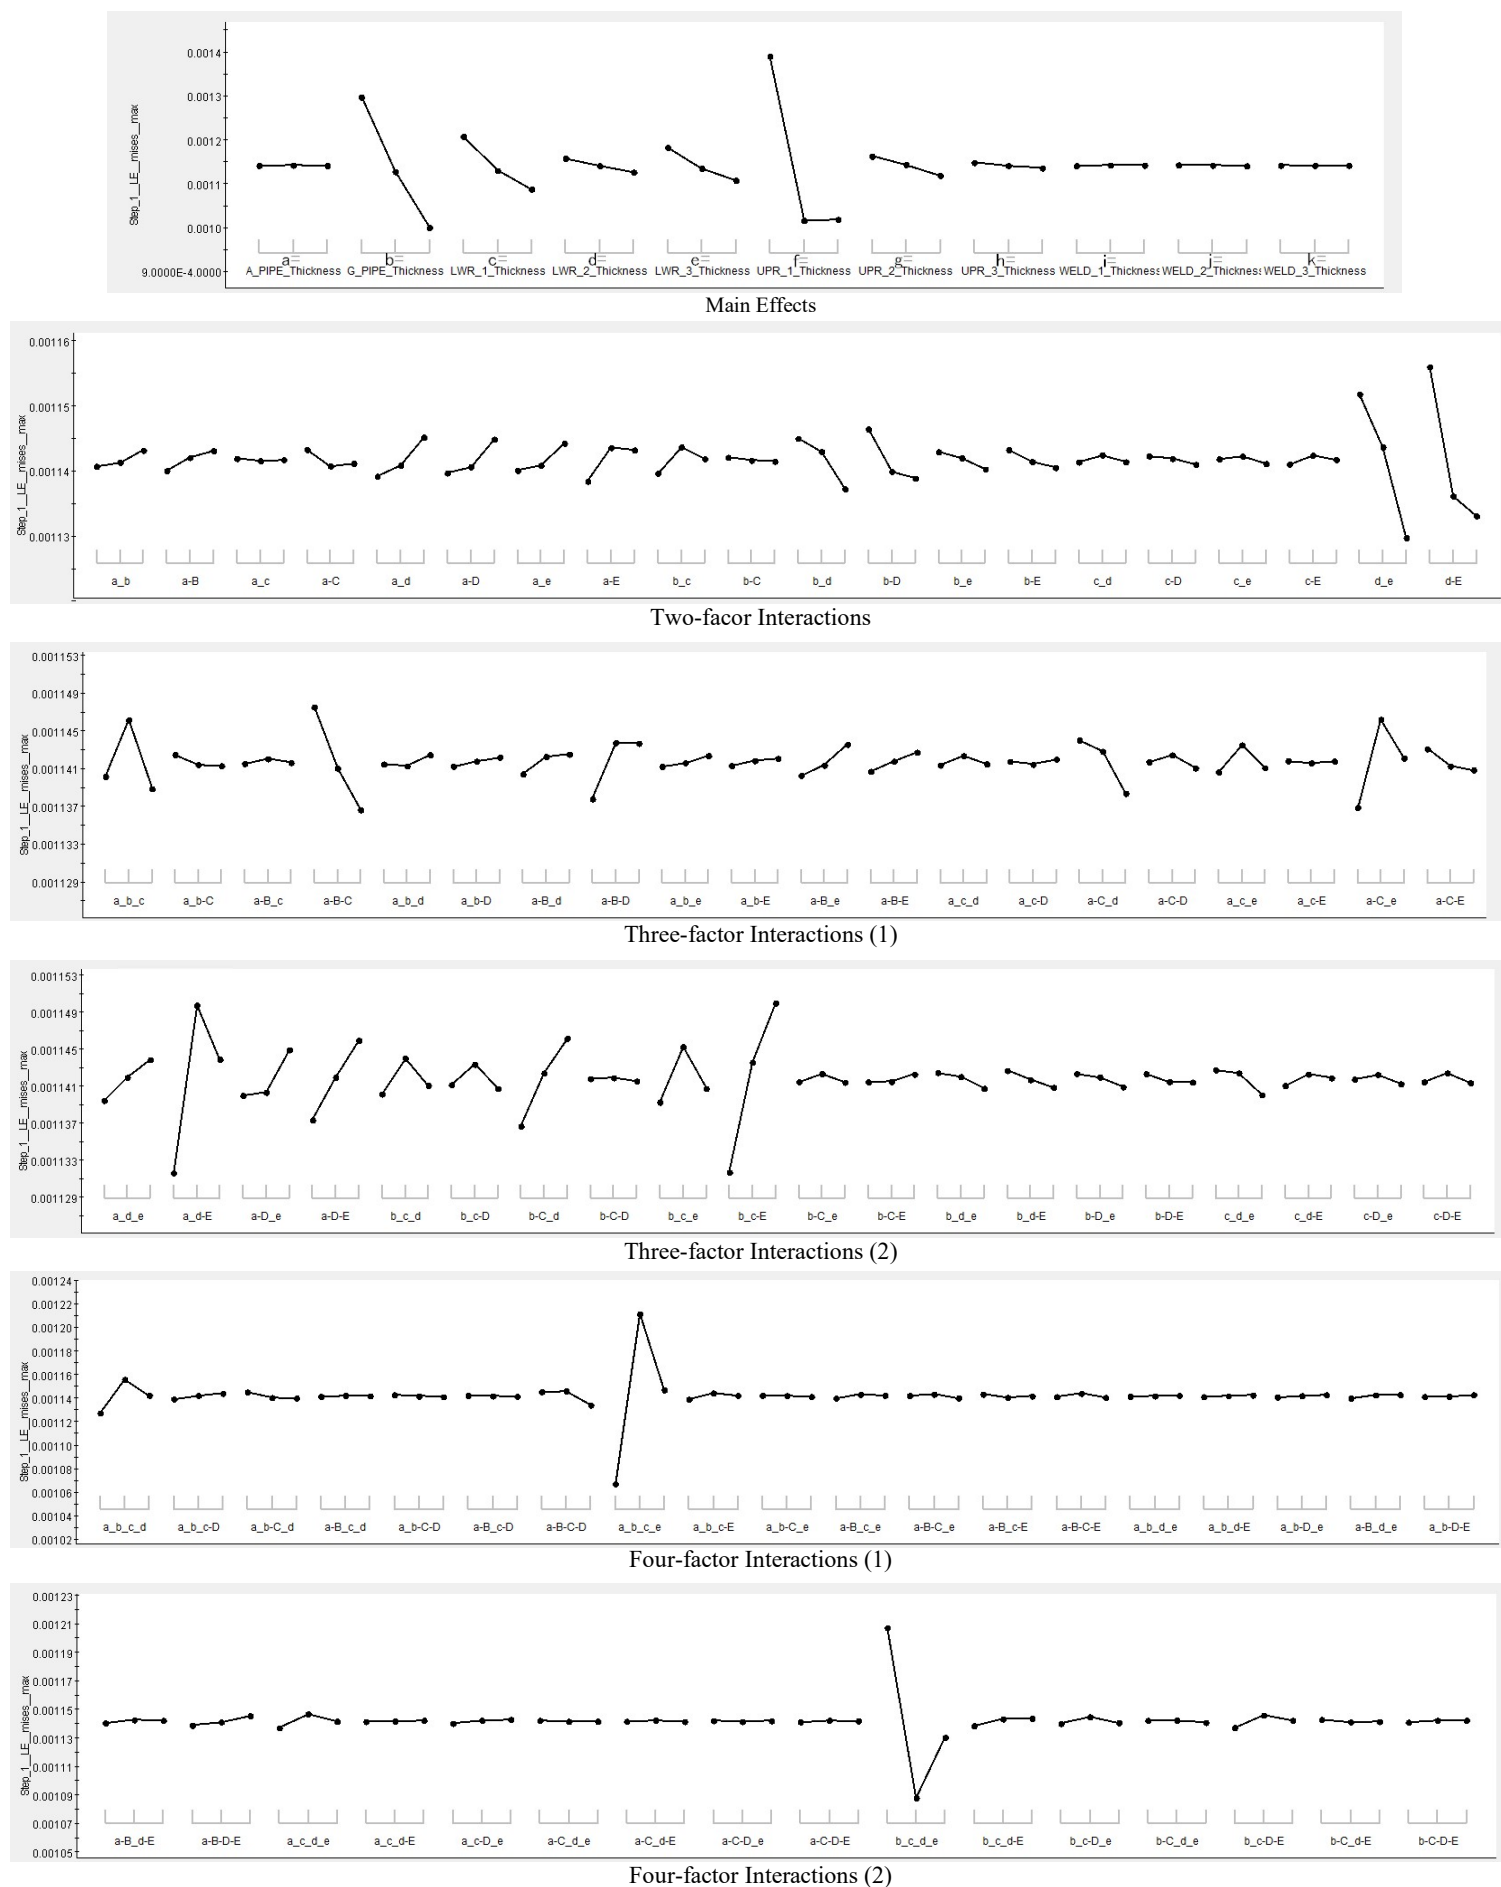 0.0014
0.0013
0.0012
0.0011
0.0010
9.0000E-4.0000
Step_1__LE__mises__max
a= b= c= d= e= f= g= h= i= j= k=
A_PIPE_Thickness G_PIPE_Thickness LWR_1_Thickness LWR_2_Thickness LWR_3_Thickness UPR_1_Thickness UPR_2_Thickness UPR_3_Thickness WELD_1_Thickness WELD_2_Thickness WELD_3_Thickness
Main Effects
0.00116
0.00115
0.00114
0.00113
Step_1__LE__mises__max
a_b a-B a_c a-C a_d a-D a_e a-E b_c b-C b_d b-D b_e b-E c_d c-D c_e c-E d_e d-E
Two-facor Interactions
0.001153
0.001149
0.001145
0.001141
0.001137
0.001133
0.001129
Step_1__LE__mises__max
a_b_c a_b-C a-B_c a-B-C a_b_d a_b-D a-B_d a-B-D a_b_e a_b-E a-B_e a-B-E a_c_d a_c-D a-C_d a-C-D a_c_e a_c-E a-C_e a-C-E
Three-factor Interactions (1)
0.001153
0.001149
0.001145
0.001141
0.001137
0.001133
0.001129
Step_1__LE__mises__max
a_d_e a_d-E a-D_e a-D-E b_c_d b_c-D b-C_d b-C-D b_c_e b_c-E b-C_e b-C-E b_d_e b_d-E b-D_e b-D-E c_d_e c_d-E c-D_e c-D-E
Three-factor Interactions (2)
0.00124
0.00122
0.00120
0.00118
0.00116
0.00114
0.00112
0.00110
0.00108
0.00106
0.00104
0.00102
Step_1__LE__mises__max
a_b_c_d a_b_c-D a_b-C_d a-B_c_d a_b-C-D a-B_c-D a-B-C-D a_b_c_e a_b_c-E a_b-C_e a-B_c_e a-B-C_e a-B_c-E a-B-C-E a_b_d_e a_b_d-E a_b-D_e a-B_d_e a_b-D-E
Four-factor Interactions (1)
0.00123
0.00121
0.00119
0.00117
0.00115
0.00113
0.00111
0.00109
0.00107
0.00105
Step_1__LE__mises__max
a-B_d-E a-B-D-E a_c_d_e a_c_d-E a_c-D_e a-C_d_e a-C_d-E a-C-D_e a-C-D-E b_c_d_e b_c_d-E b_c-D_e b-C_d_e b_c-D-E b-C_d-E b-C-D-E
Four-factor Interactions (2)